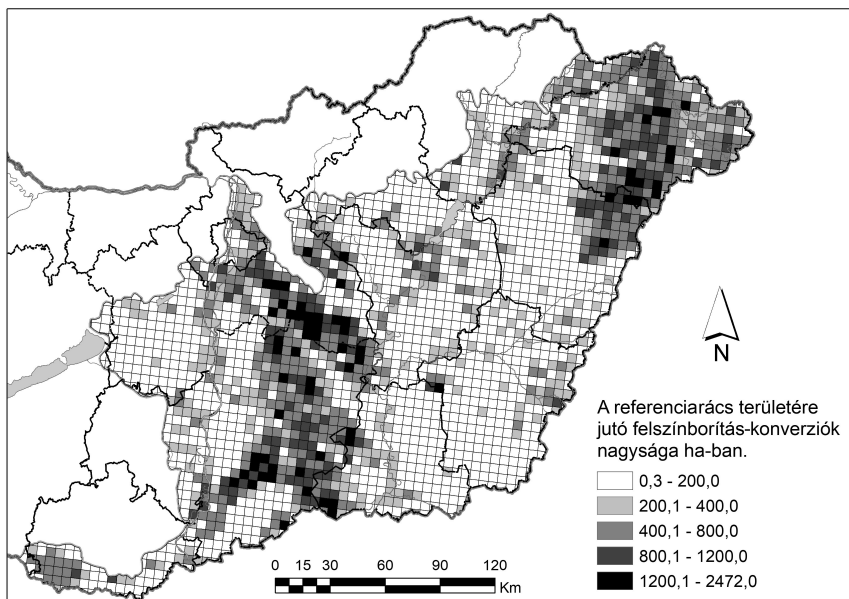 N
A referenciarács területére
jutó felszínborítás-konverziók
nagysága ha-ban.
0,3 - 200,0
200,1 - 400,0
400,1 - 800,0
800,1 - 1200,0
1200,1 - 2472,0
0 15 30 60 90 120
Km